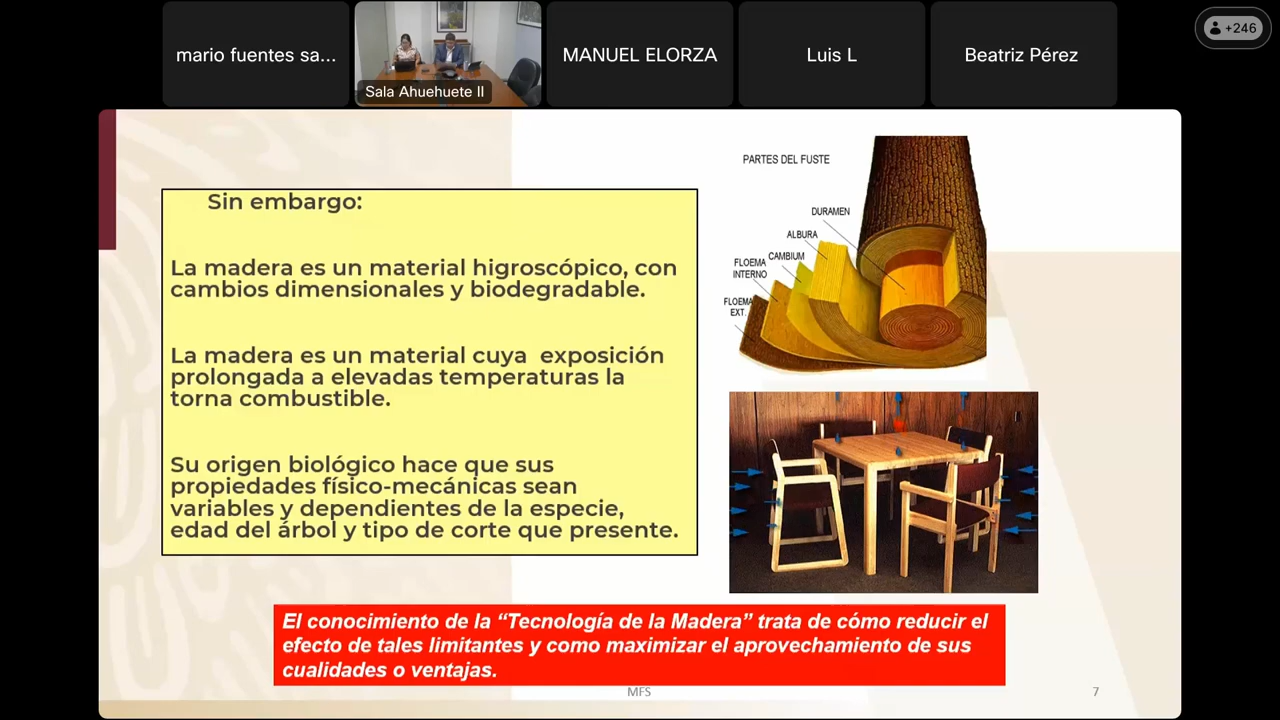 mario fuentes sa...
Sala Ahuehuete II
MANUEL ELORZA
Luis L
Beatriz Pérez
+246
Sin embargo:
La madera es un material higroscópico, con
cambios dimensionales y biodegradable.
La madera es un material cuya exposición
prolongada a elevadas temperaturas la
torna combustible.
Su origen biológico hace que sus
propiedades físico-mecánicas sean
variables y dependientes de la especie,
edad del árbol y tipo de corte que presente.
PARTES DEL FUSTE
DURAMEN
ALBURA
CAMBIUM
FLOEMA
INTERNO
FLOEMA
EXT.
El conocimiento de la “Tecnología de la Madera” trata de cómo reducir el
efecto de tales limitantes y como maximizar el aprovechamiento de sus
cualidades o ventajas.
MFS
7